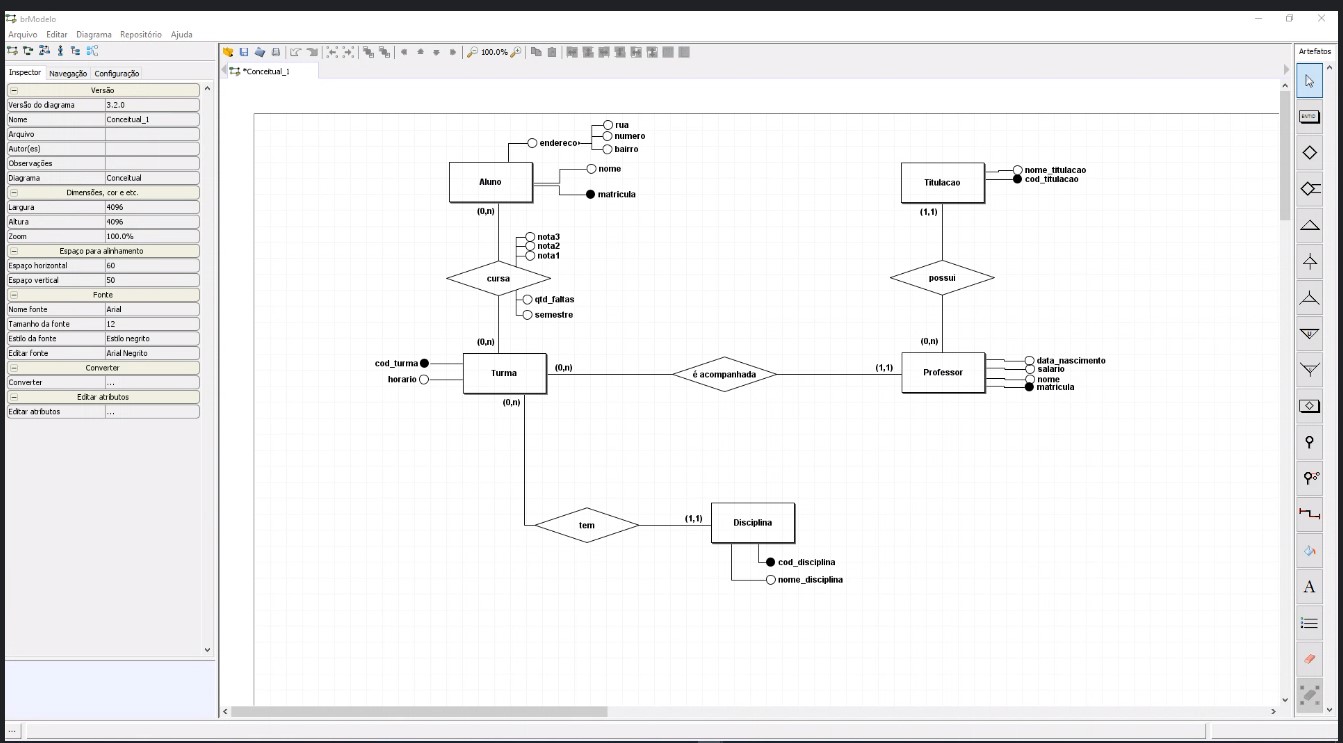 brModelo
Arquivo Editar Diagrama Repositório Ajuda
100.0%
Artefatos
Inspector Navegação Configuração
*Conceitual_1
Versão
Versão do diagrama 3.2.0
Nome Conceitual_1
Arquivo
Autor(es)
Observações
Diagrama Conceitual
Dimensões, cor e etc.
Largura 4096
Altura 4096
Zoom 100.0%
Espaço para alinhamento
Espaço horizontal 60
Espaço vertical 50
Fonte
Nome fonte Arial
Tamanho da fonte 12
Estilo da fonte Estilo negrito
Editar fonte Arial Negrito
Converter
Converter ...
Editar atributos
Editar atributos ...
rua
numero
endereco
bairro
nome
Aluno
matricula
(0,n)
nota3
nota2
nota1
cursa
qtd_faltas
semestre
(0,n)
nome_titulacao
Titulacao
cod_titulacao
(1,1)
possui
(0,n)
cod_turma
horario
Turma
(0,n)
é acompanhada
(1,1)
Professor
data_nascimento
salario
nome
matricula
(0,n)
tem
(1,1)
Disciplina
cod_disciplina
nome_disciplina
A
...